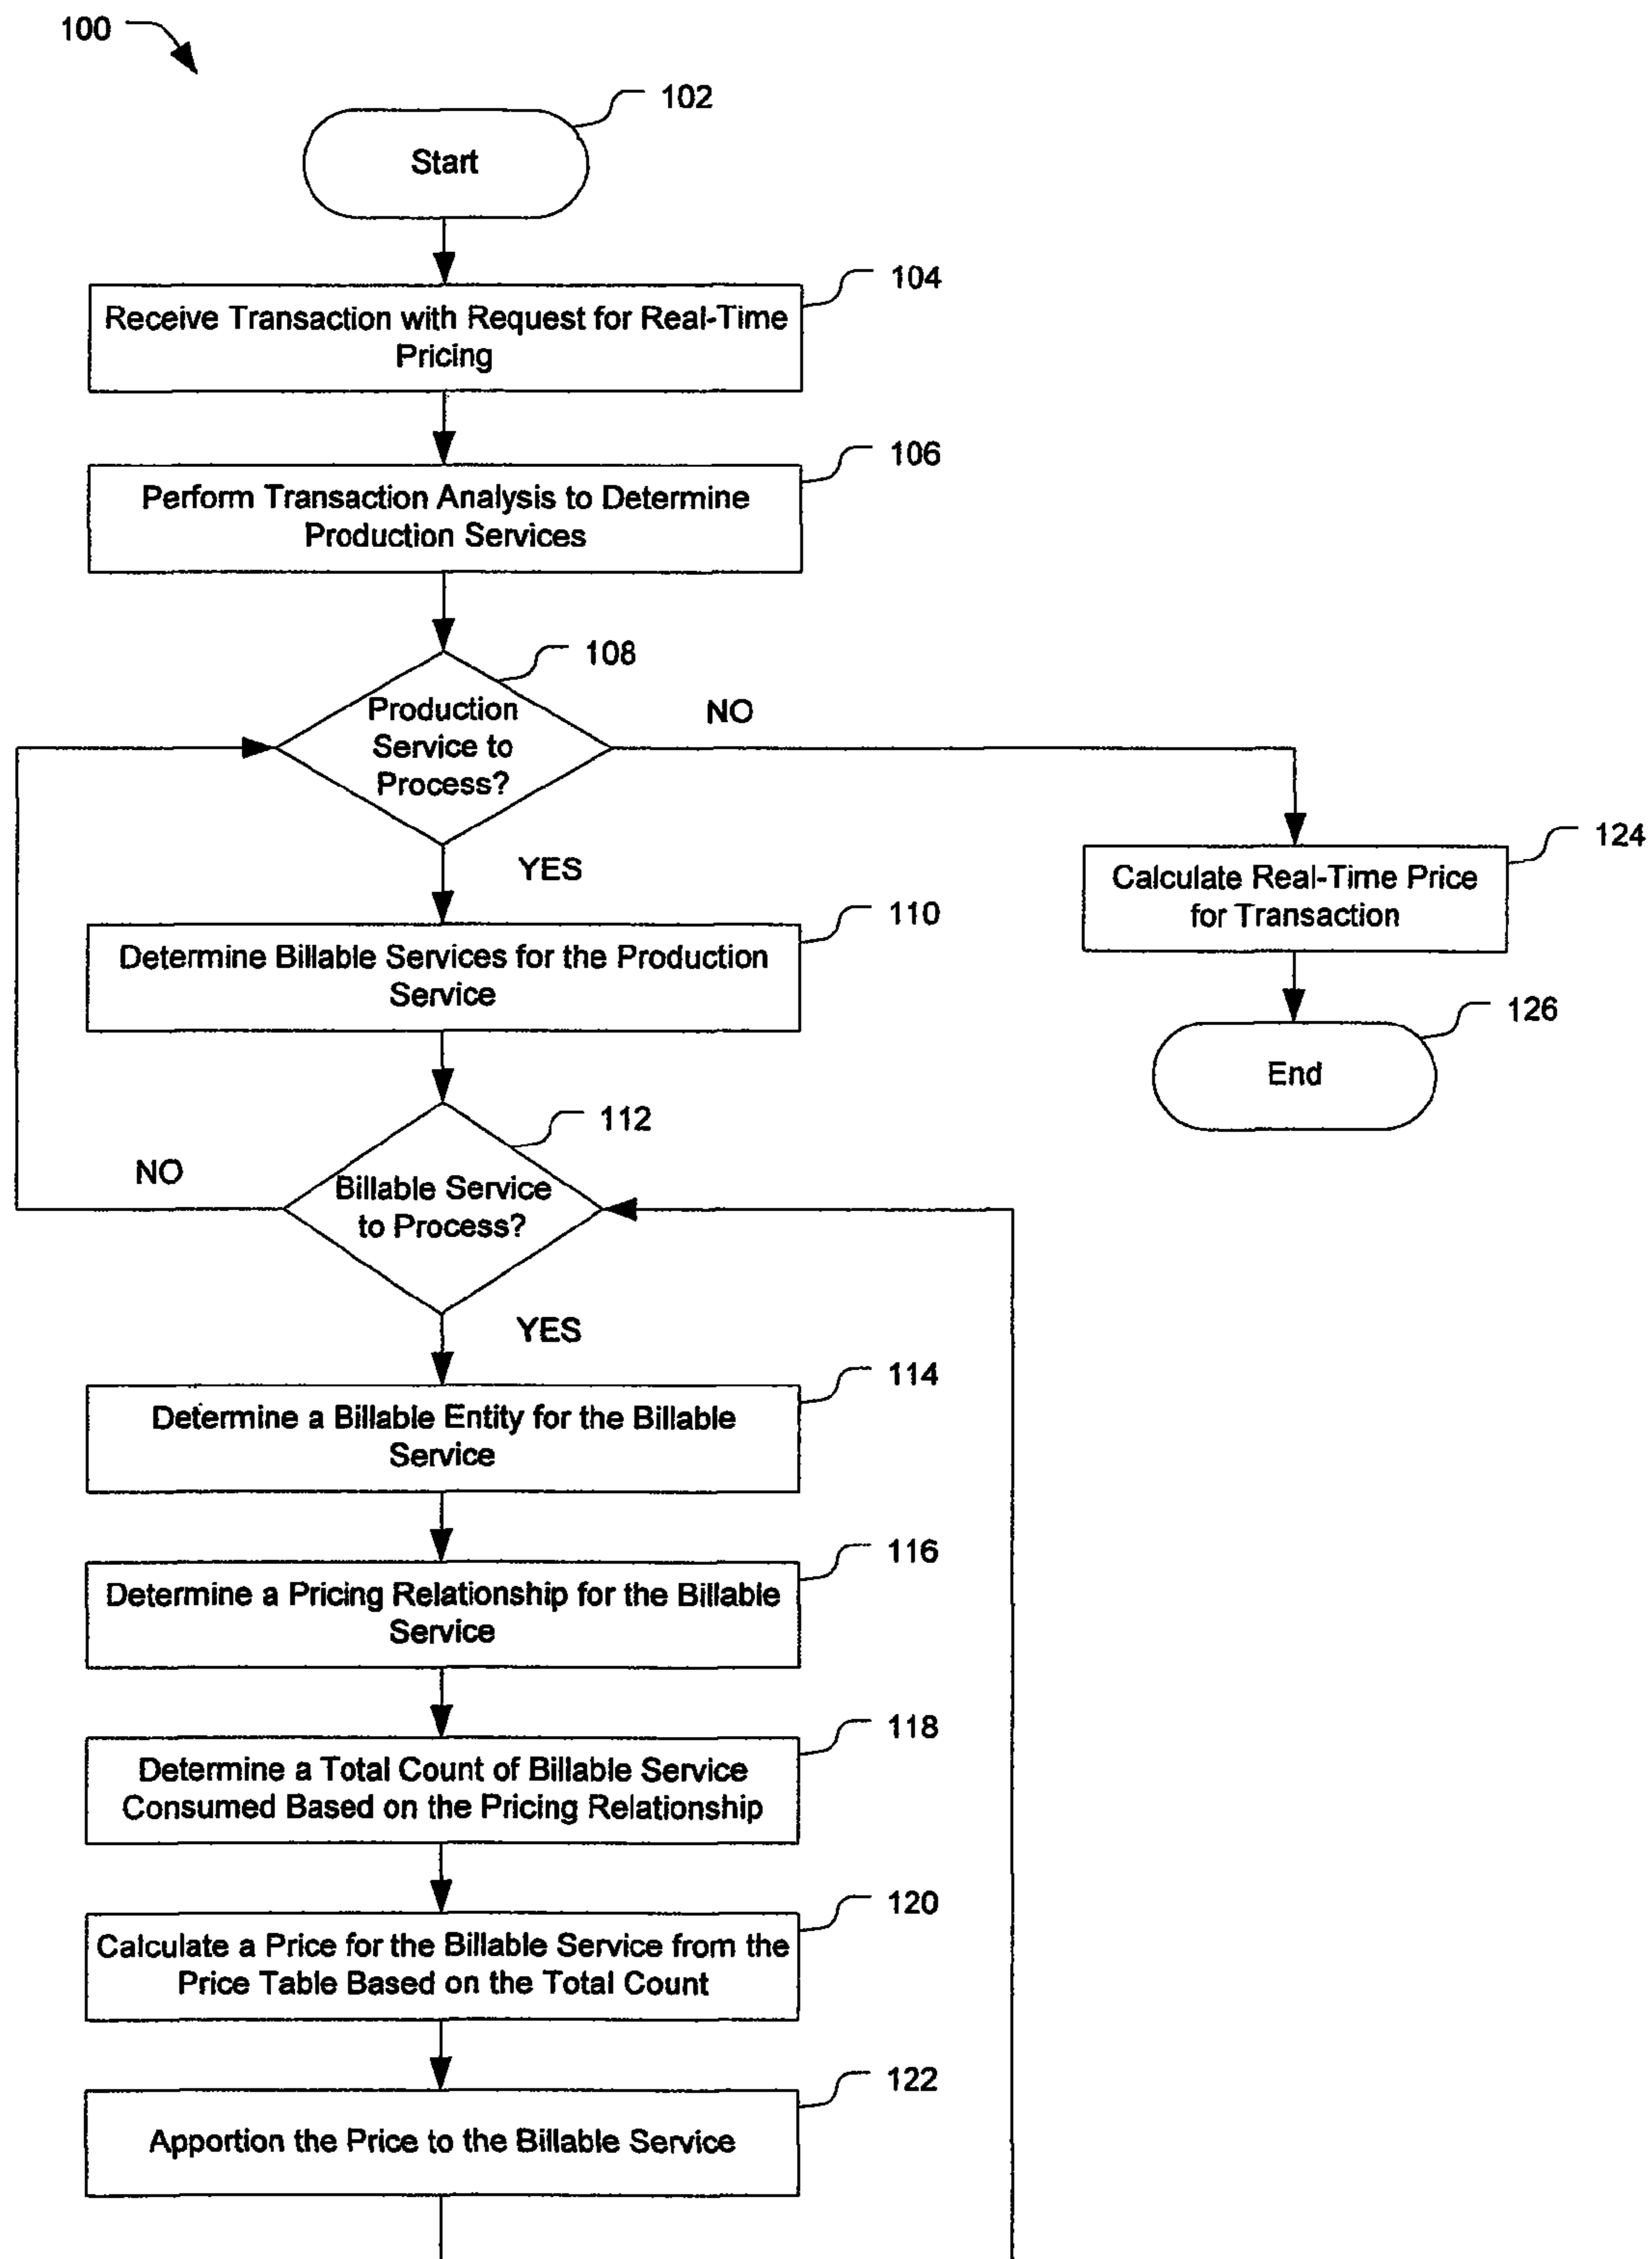 100
102
Start
104
Receive Transaction with Request for Real-Time
Pricing
106
Perform Transaction Analysis to Determine
Production Services
108
Production
Service to
Process?
NO
YES
124
Calculate Real-Time Price
for Transaction
110
Determine Billable Services for the Production
Service
126
End
112
Billable Service
to Process?
NO
YES
114
Determine a Billable Entity for the Billable
Service
116
Determine a Pricing Relationship for the Billable
Service
118
Determine a Total Count of Billable Service
Consumed Based on the Pricing Relationship
120
Calculate a Price for the Billable Service from the
Price Table Based on the Total Count
122
Apportion the Price to the Billable Service